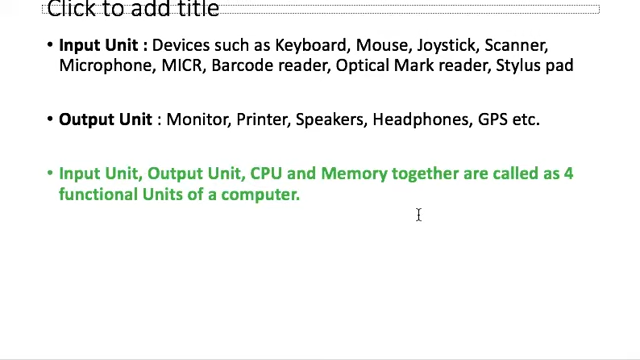 Click to add title
• Input Unit : Devices such as Keyboard, Mouse, Joystick, Scanner,
Microphone, MICR, Barcode reader, Optical Mark reader, Stylus pad
• Output Unit : Monitor, Printer, Speakers, Headphones, GPS etc.
• Input Unit, Output Unit, CPU and Memory together are called as 4
functional Units of a computer.